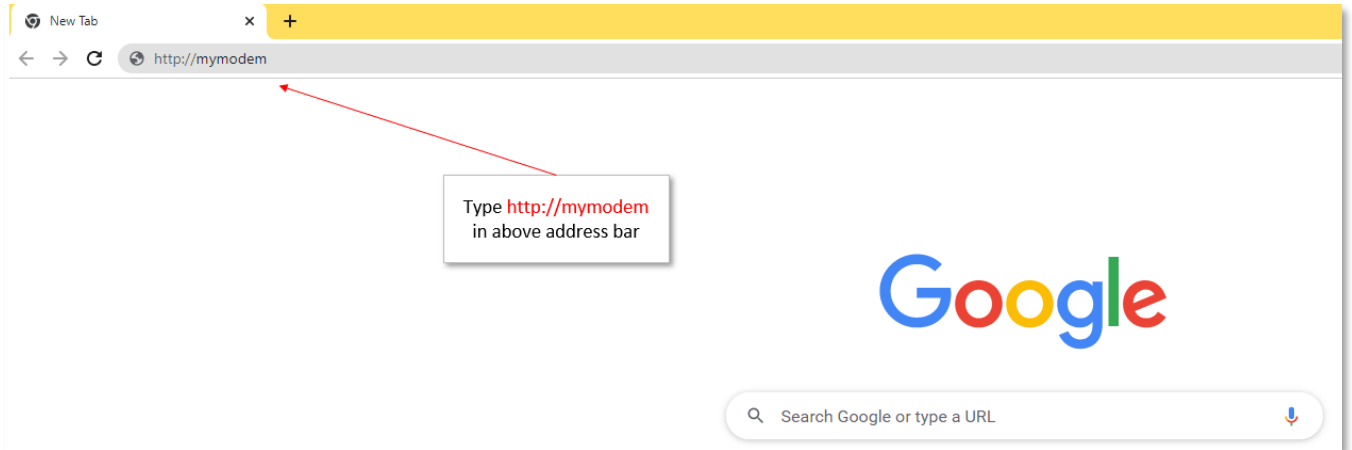 New Tab
http://mymodem
Type http://mymodem
in above address bar
Google
Search Google or type a URL